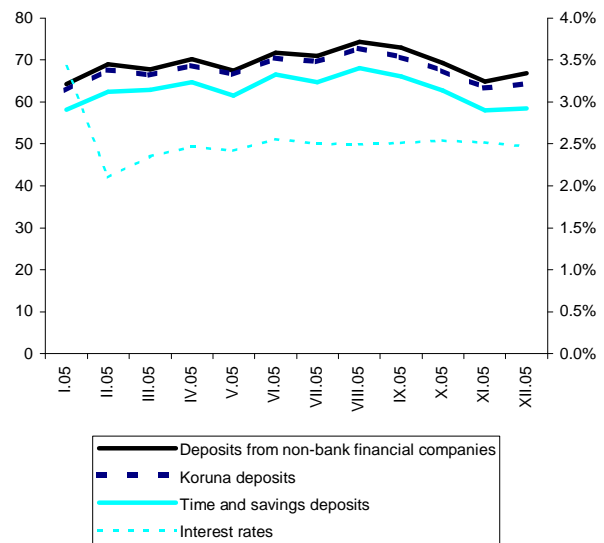 80 4.0%
70 3.5%
60 3.0%
50 2.5%
40 2.0%
30 1.5%
20 1.0%
10 0.5%
0 0.0%
I.05 II.05 III.05 IV.05 V.05 VI.05 VII.05 VIII.05 IX.05 X.05 XI.05 XII.05
Deposits from non-bank financial companies
Koruna deposits
Time and savings deposits
Interest rates